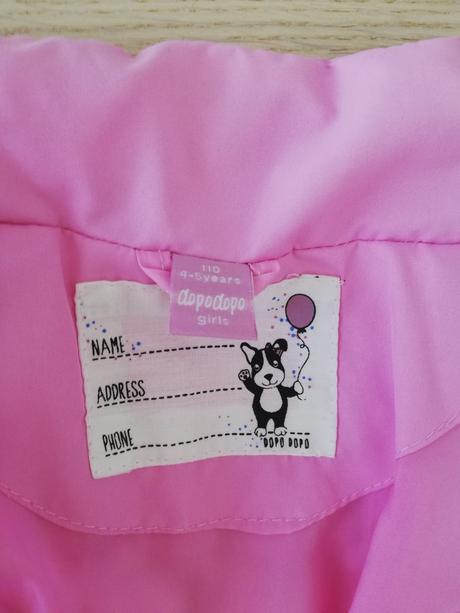 110
4-5years
dopodopo
girls
NAME
ADDRESS
PHONE
DOPO DOPO